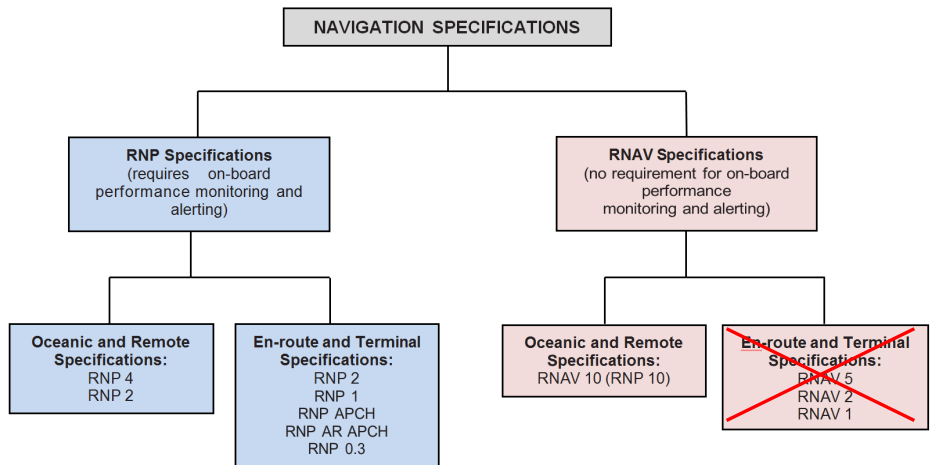 NAVIGATION SPECIFICATIONS
RNP Specifications
(requires on-board
performance monitoring and
alerting)
RNAV Specifications
(no requirement for on-board
performance
monitoring and alerting)
Oceanic and Remote
Specifications:
RNP 4
RNP 2
En-route and Terminal
Specifications:
RNP 2
RNP 1
RNP APCH
RNP AR APCH
RNP 0.3
Oceanic and Remote
Specifications:
RNAV 10 (RNP 10)
En-route and Terminal
Specifications:
RNAV 5
RNAV 2
RNAV 1